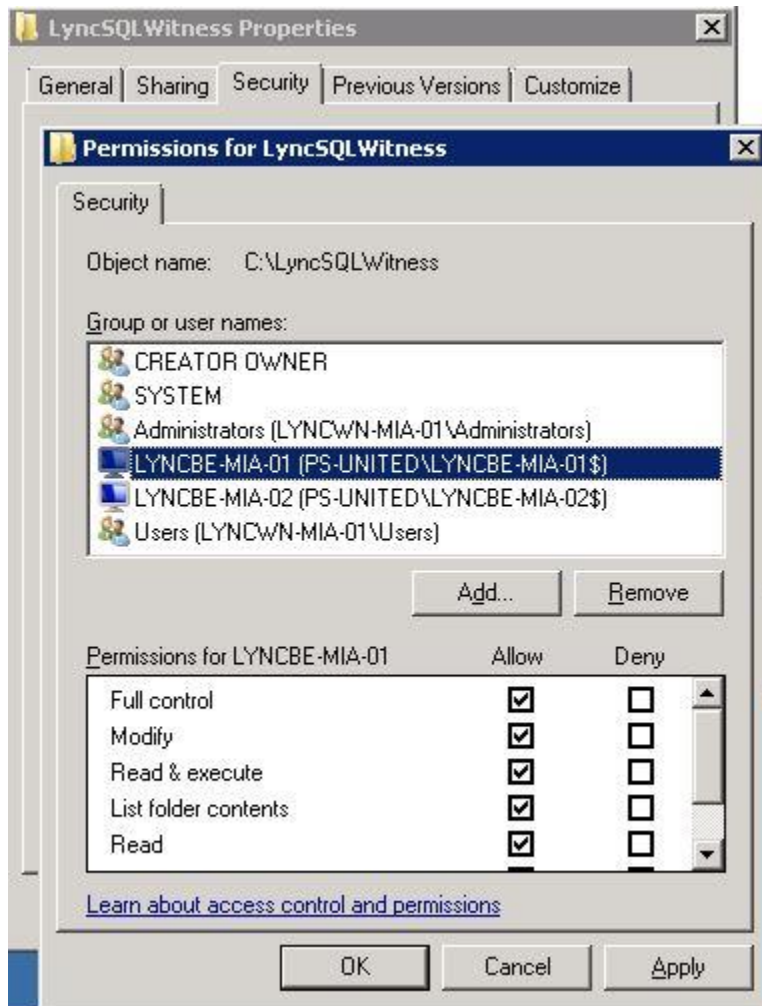 LyncSQLWitness Properties
General Sharing Security Previous Versions Customize
Permissions for LyncSQLWitness
Security
Object name: C:\LyncSQLWitness
Group or user names:
CREATOR OWNER
SYSTEM
Administrators (LYNCWN-MIA-01\Administrators)
LYNCBE-MIA-01 (PS-UNITED\LYNCBE-MIA-01$)
LYNCBE-MIA-02 (PS-UNITED\LYNCBE-MIA-02$)
Users (LYNCWN-MIA-01\Users)
Add... Remove
Permissions for LYNCBE-MIA-01 Allow Deny
Full control
Modify
Read & execute
List folder contents
Read
Learn about access control and permissions
OK Cancel Apply